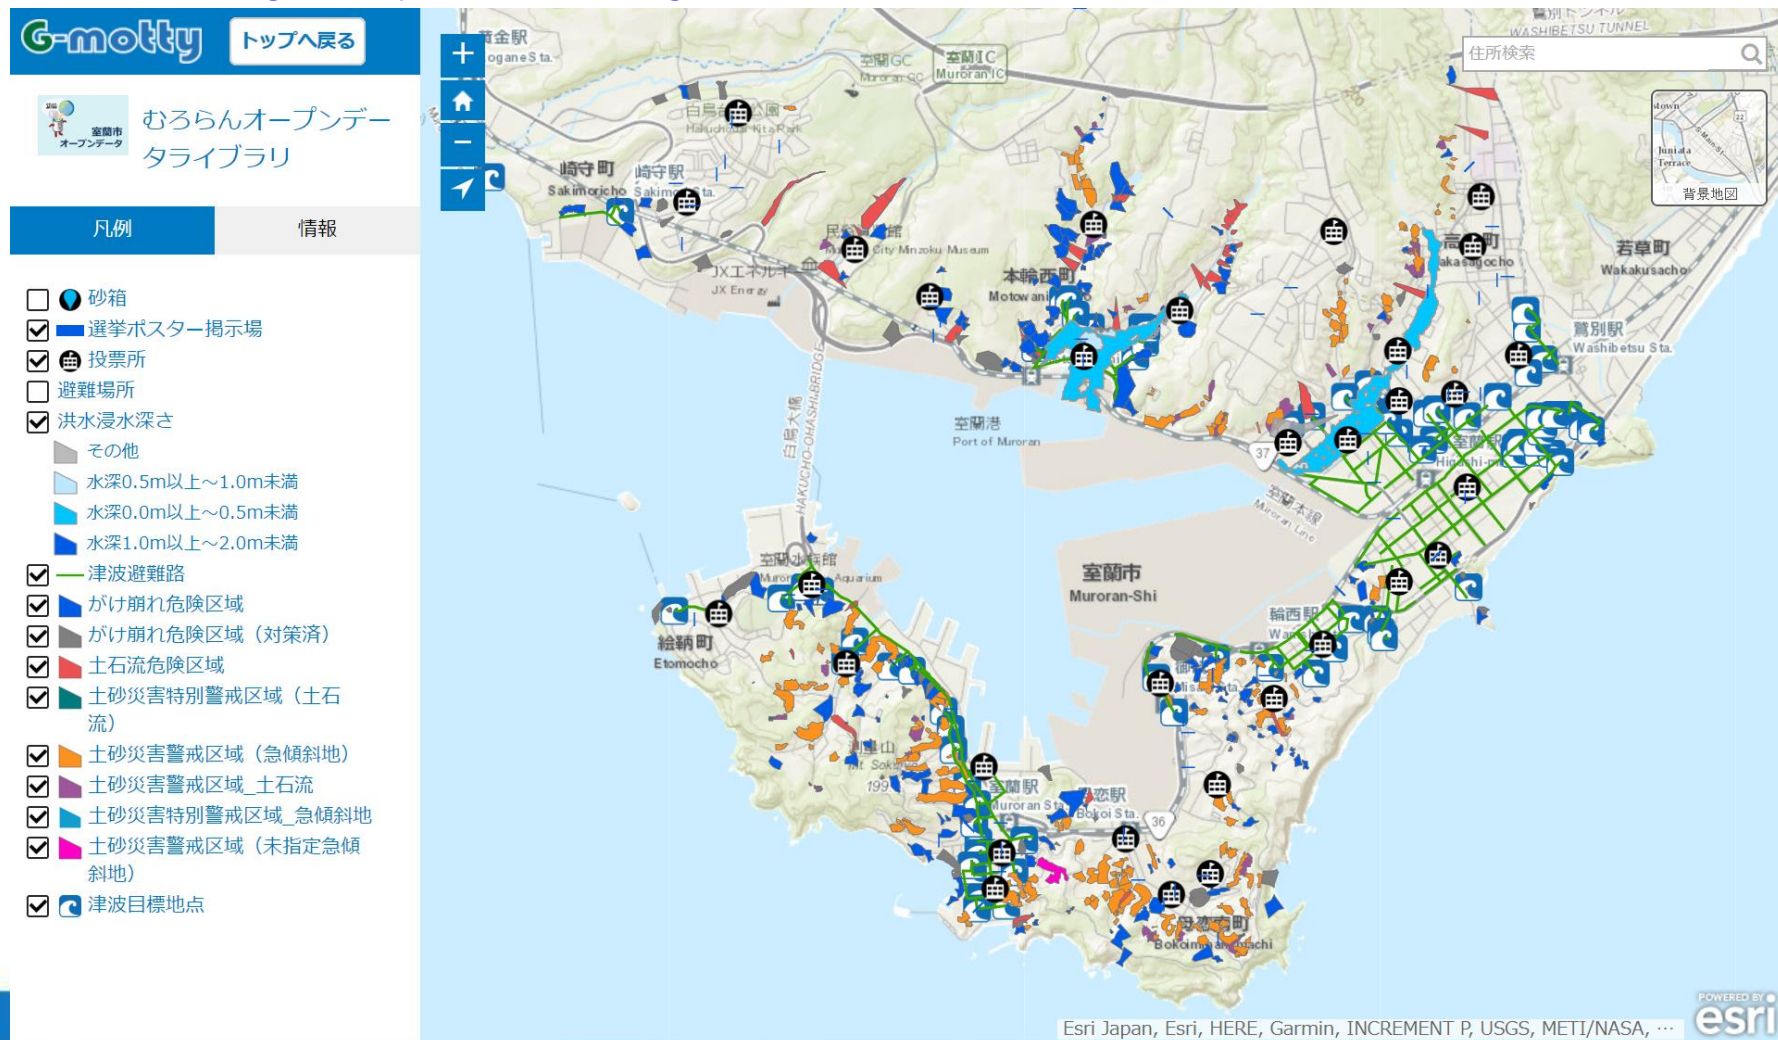 G-motty
トップへ戻る
室蘭市
オープンデータ
むろらんオープンデー
タライブラリ
凡例
情報
砂箱
選挙ポスター掲示場
投票所
避難場所
洪水浸水深さ
その他
水深0.5m以上～1.0m未満
水深0.0m以上～0.5m未満
水深1.0m以上～2.0m未満
津波避難路
がけ崩れ危険区域
がけ崩れ危険区域（対策済）
土石流危険区域
土砂災害特別警戒区域（土石
流）
土砂災害警戒区域（急傾斜地）
土砂災害警戒区域_土石流
土砂災害特別警戒区域_急傾斜地
土砂災害警戒区域（未指定急傾
斜地）
津波目標地点
住所検索
背景地図
Juniata
Terrace
22
WASHIBETSU TUNNEL
室蘭GC
Muroran GC
室蘭IC
Muroran IC
Hakuchodai Kita Park
崎守町
Sakimoricho
崎守駅
City Minzoku Museum
JXエネルギ
JX Energy
本輪西町
若草町
Wakakusacho
鷲別駅
Washibetsu Sta.
白鳥大橋
HAKUCHO-OHASHI BRIDGE
室蘭港
Port of Muroran
37
室蘭本線
Muroran Line
室蘭市
Muroran-Shi
Aquarium
絵鞆町
Etomocho
輪西駅
測量山
199
室蘭駅
Muroran Sta.
Bokoi Sta.
36
母恋南町
Esri Japan, Esri, HERE, Garmin, INCREMENT P, USGS, METI/NASA, …
POWERED BY
esri